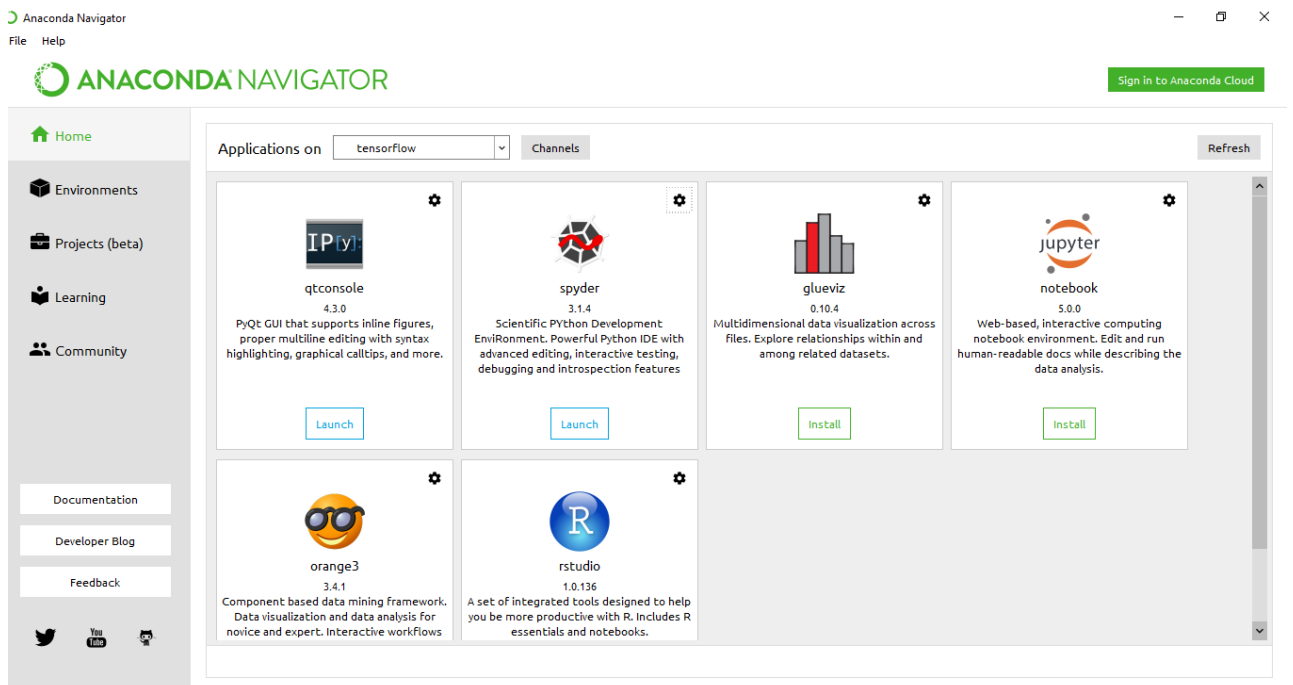 Anaconda Navigator
File Help
ANACONDA NAVIGATOR
Sign in to Anaconda Cloud
Home
Environments
Projects (beta)
Learning
Community
Documentation
Developer Blog
Feedback
You
Tube
Applications on tensorflow Channels Refresh
IP[y]:
qtconsole
4.3.0
PyQt GUI that supports inline figures,
proper multiline editing with syntax
highlighting, graphical calltips, and more.
Launch
spyder
3.1.4
Scientific PYthon Development
EnviRonment. Powerful Python IDE with
advanced editing, interactive testing,
debugging and introspection features
Launch
glueviz
0.10.4
Multidimensional data visualization across
files. Explore relationships within and
among related datasets.
Install
jupyter
notebook
5.0.0
Web-based, interactive computing
notebook environment. Edit and run
human-readable docs while describing the
data analysis.
Install
orange3
3.4.1
Component based data mining framework.
Data visualization and data analysis for
novice and expert. Interactive workflows
R
rstudio
1.0.136
A set of integrated tools designed to help
you be more productive with R. Includes R
essentials and notebooks.